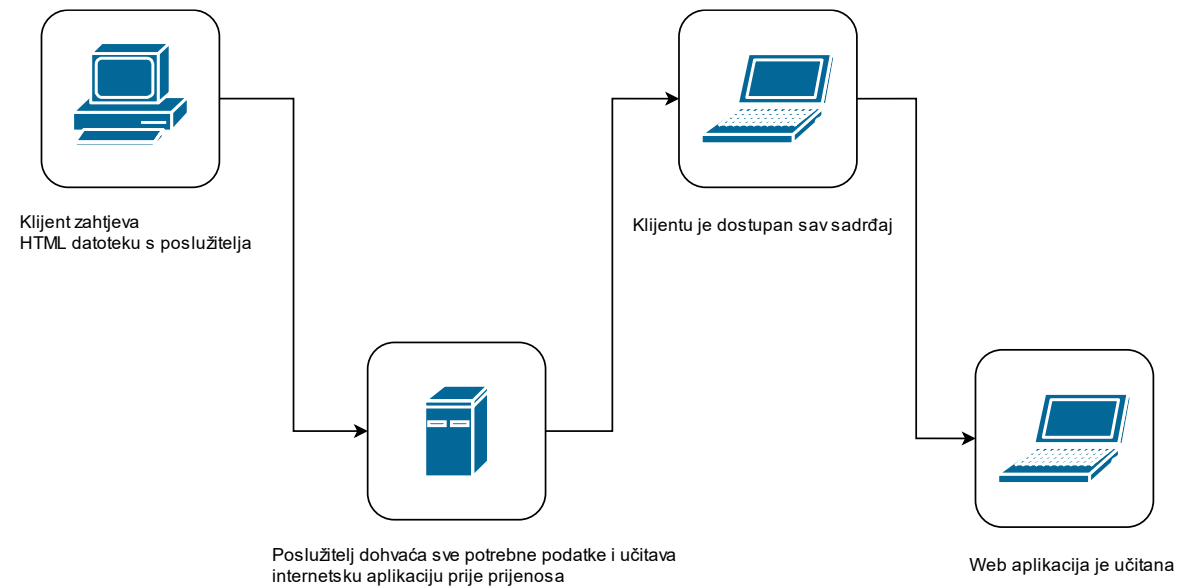 Klijent zahtjeva
HTML datoteku s poslužitelja
Klijentu je dostupan sav sadrđaj
Poslužitelj dohvaća sve potrebne podatke i učitava
internetsku aplikaciju prije prijenosa
Web aplikacija je učitana